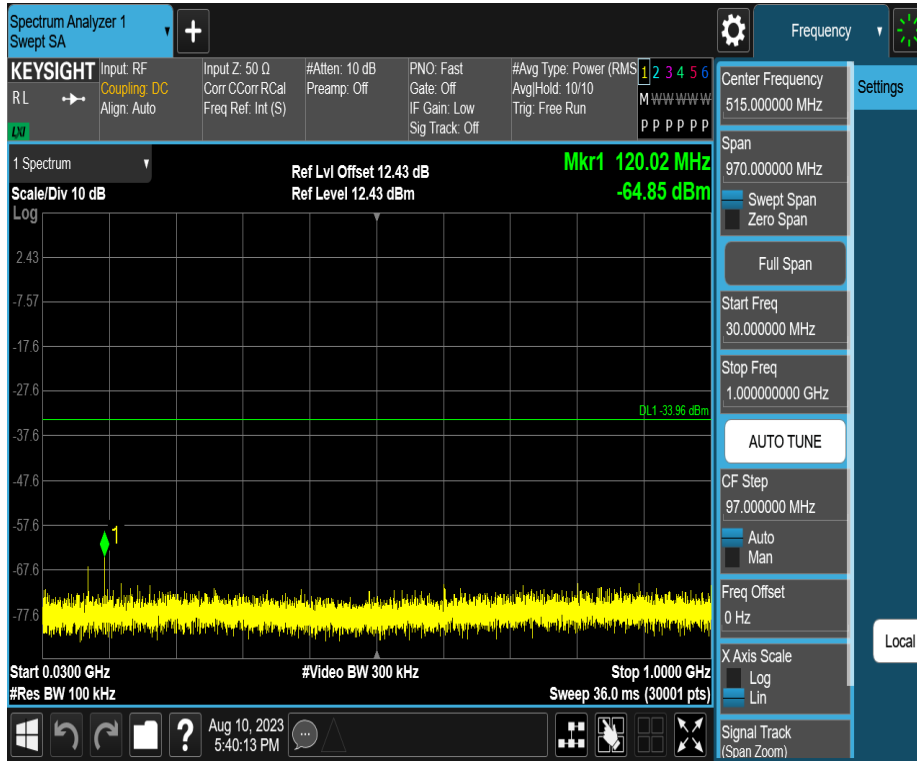 Spectrum Analyzer 1
Swept SA
Frequency
KEYSIGHT
Input: RF
Coupling: DC
Align: Auto
Input Z: 50 Ω
Corr CCorr RCal
Freq Ref: Int (S)
#Atten: 10 dB
Preamp: Off
PNO: Fast
Gate: Off
IF Gain: Low
Sig Track: Off
#Avg Type: Power (RMS
Avg|Hold: 10/10
Trig: Free Run
1 2 3 4 5 6
M W W W W W
P P P P P P
R L
LXI
1 Spectrum
Scale/Div 10 dB
Log
Ref Lvl Offset 12.43 dB
Ref Level 12.43 dBm
Mkr1 120.02 MHz
-64.85 dBm
2.43
-7.57
-17.6
-27.6
DL1 -33.96 dBm
-37.6
-47.6
-57.6
1
-67.6
-77.6
Start 0.0300 GHz
#Video BW 300 kHz
Stop 1.0000 GHz
#Res BW 100 kHz
Sweep 36.0 ms (30001 pts)
?
Aug 10, 2023
5:40:13 PM
Center Frequency
515.000000 MHz
Settings
Span
970.000000 MHz
Swept Span
Zero Span
Full Span
Start Freq
30.000000 MHz
Stop Freq
1.000000000 GHz
AUTO TUNE
CF Step
97.000000 MHz
Auto
Man
Freq Offset
0 Hz
Local
X Axis Scale
Log
Lin
Signal Track
(Span Zoom)